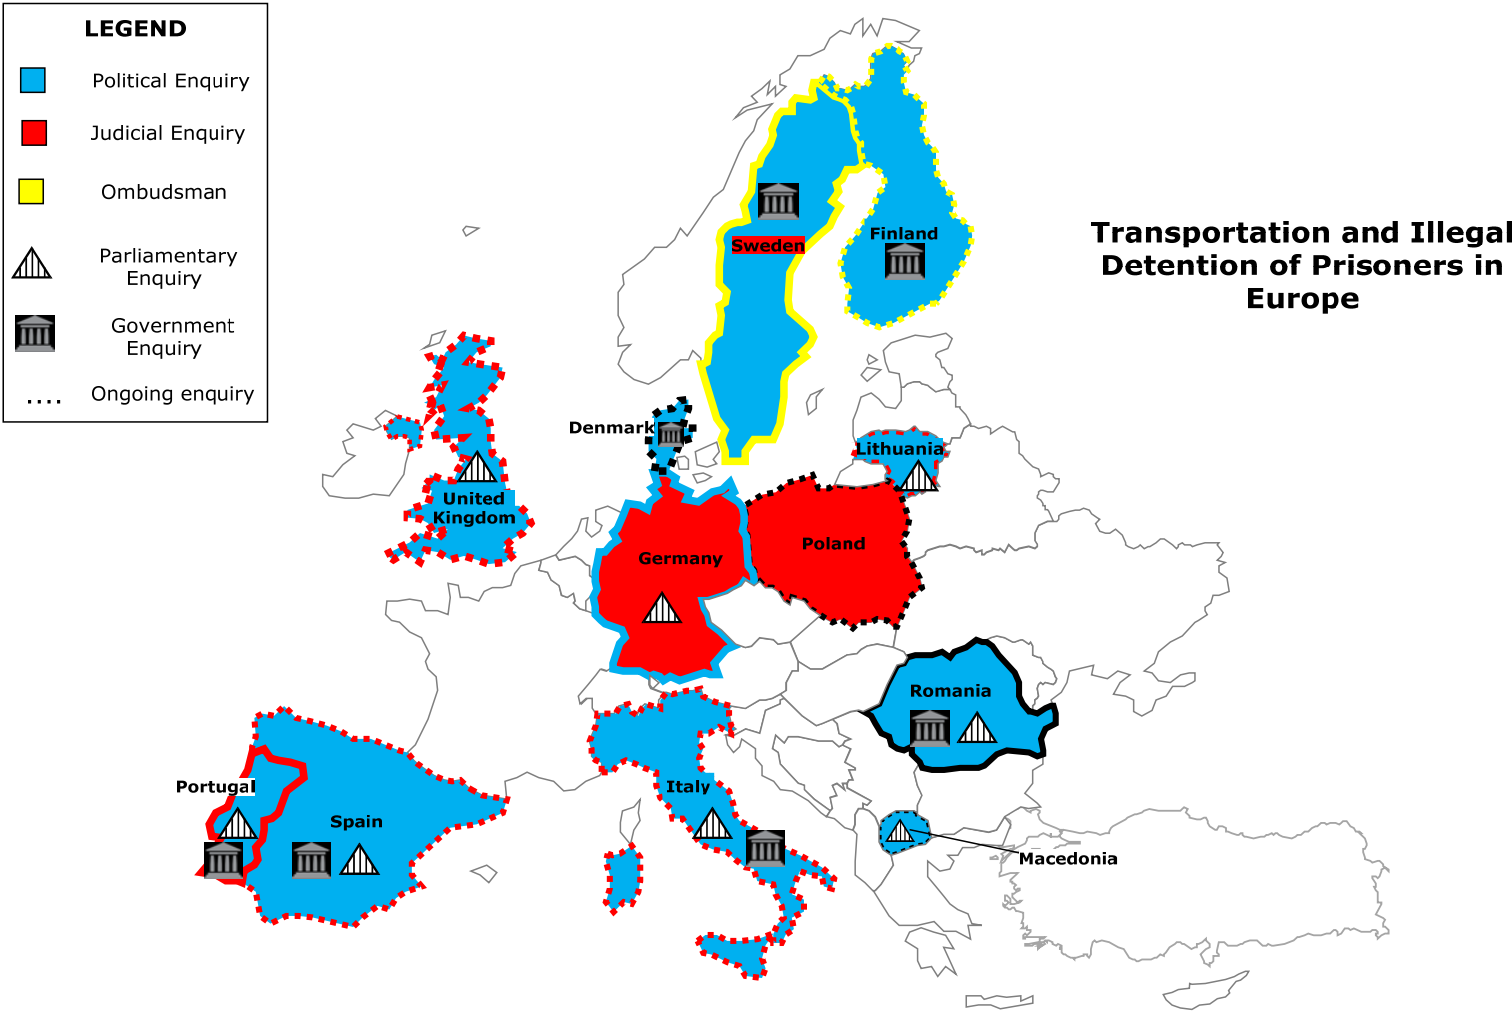 LEGEND
Political Enquiry
Judicial Enquiry
Ombudsman
Parliamentary
Enquiry
Government
Enquiry
.... Ongoing enquiry
Transportation and Illegal
Detention of Prisoners in
Europe
Sweden
Finland
Denmark
Lithuania
United
Kingdom
Germany
Poland
Romania
Portugal
Italy
Spain
Macedonia